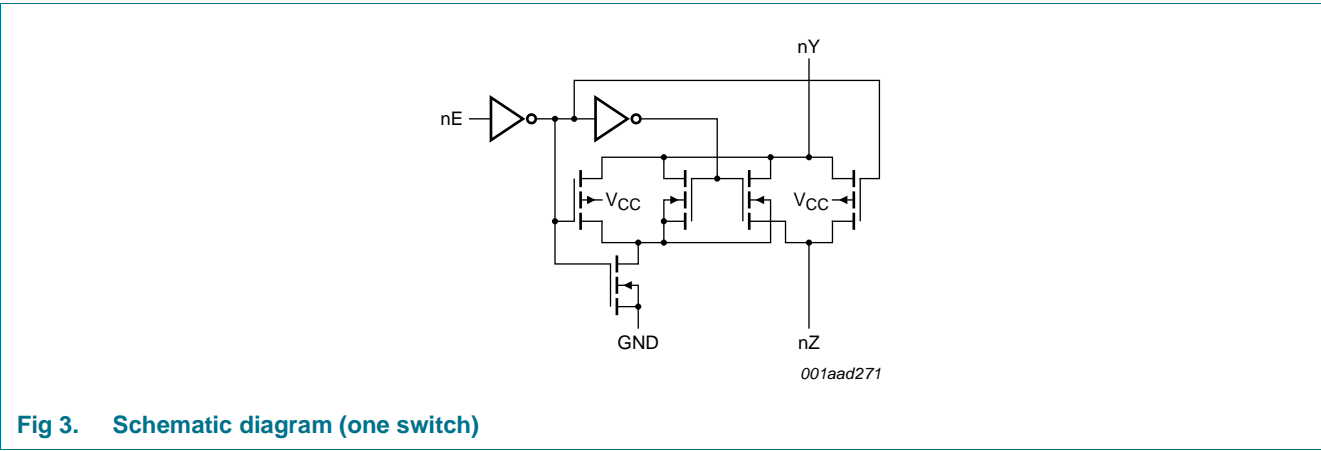 nY
nE
VCC
VCC
GND
nZ
001aad271
Fig 3. Schematic diagram (one switch)